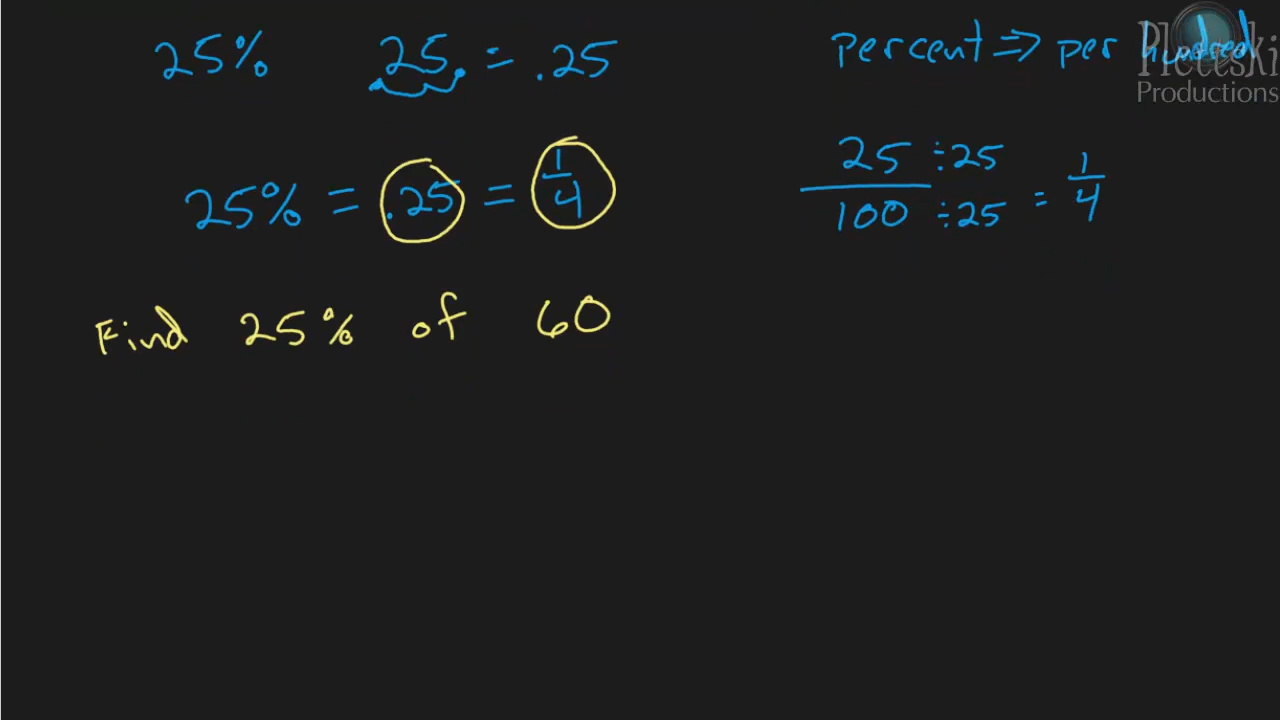 25% 25. = .25 percent ⇒ per hundred
Pletski
Productions
25% = .25 = 1/4
25 ÷25
100 ÷25 = 1/4
Find 25% of 60